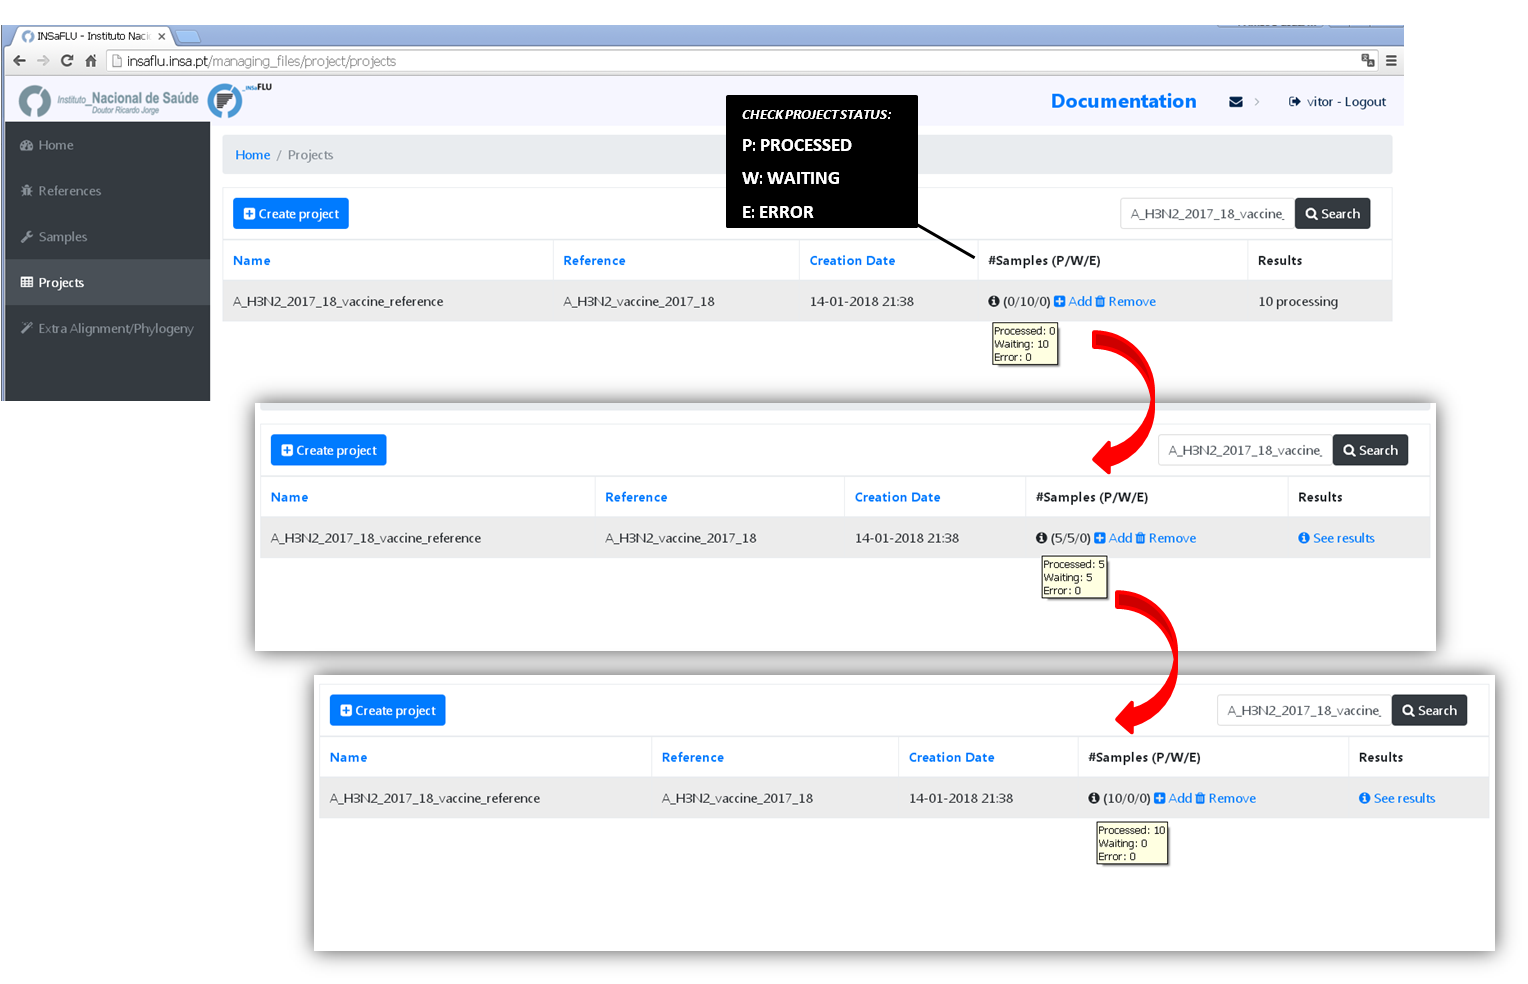 INSaFLU - Instituto Naci
insaflu.insa.pt/managing_files/project/projects
Instituto_Nacional de Saúde
Doutor Ricardo Jorge
_INSaFLU
Documentation
vitor - Logout
CHECK PROJECT STATUS:
P: PROCESSED
W: WAITING
E: ERROR
Home
References
Samples
Projects
Extra Alignment/Phylogeny
Home / Projects
Create project
A_H3N2_2017_18_vaccine_ Search
Name Reference Creation Date #Samples (P/W/E) Results
A_H3N2_2017_18_vaccine_reference A_H3N2_vaccine_2017_18 14-01-2018 21:38 (0/10/0) Add Remove 10 processing
Processed: 0
Waiting: 10
Error: 0
Create project A_H3N2_2017_18_vaccine_ Search
Name Reference Creation Date #Samples (P/W/E) Results
A_H3N2_2017_18_vaccine_reference A_H3N2_vaccine_2017_18 14-01-2018 21:38 (5/5/0) Add Remove See results
Processed: 5
Waiting: 5
Error: 0
Create project A_H3N2_2017_18_vaccine_ Search
Name Reference Creation Date #Samples (P/W/E) Results
A_H3N2_2017_18_vaccine_reference A_H3N2_vaccine_2017_18 14-01-2018 21:38 (10/0/0) Add Remove See results
Processed: 10
Waiting: 0
Error: 0